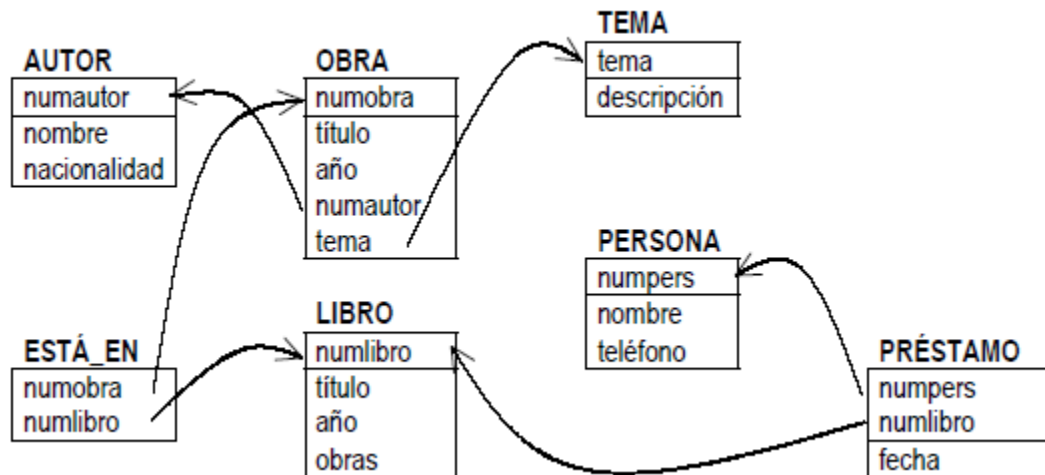 AUTOR
numautor
nombre
nacionalidad
OBRA
numobra
título
año
numautor
tema
TEMA
tema
descripción
ESTÁ_EN
numobra
numlibro
LIBRO
numlibro
título
año
obras
PERSONA
numpers
nombre
teléfono
PRÉSTAMO
numpers
numlibro
fecha